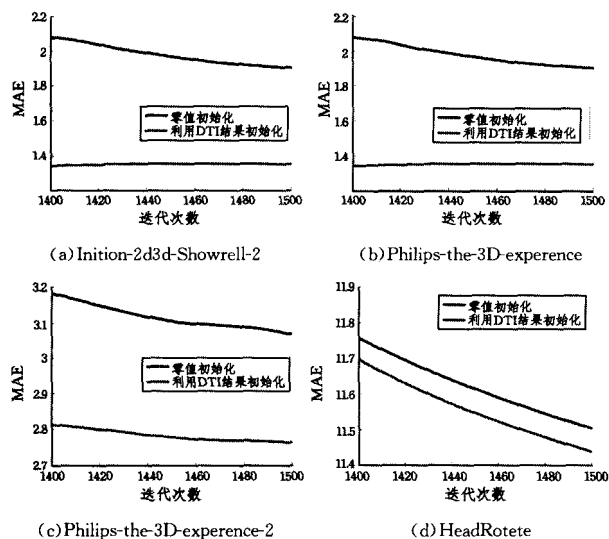 2.2
2
1.8
1.6
1.4
MAE
零值初始化
利用DTI结果初始化
1400 1420 1440 1460 1480 1500
迭代次数
(a)Inition-2d3d-Showrell-2
2.2
2
1.8
1.6
1.4
MAE
零值初始化
利用DTI结果初始化
1400 1420 1440 1460 1480 1500
迭代次数
(b)Philips-the-3D-experence
3.2
3.1
3
2.9
2.8
2.7
MAE
零值初始化
利用DTI结果初始化
1400 1420 1440 1460 1480 1500
迭代次数
(c)Philips-the-3D-experence-2
11.9
11.8
11.7
11.6
11.5
11.4
MAE
零值初始化
利用DTI结果初始化
1400 1420 1440 1460 1480 1500
迭代次数
(d)HeadRotete